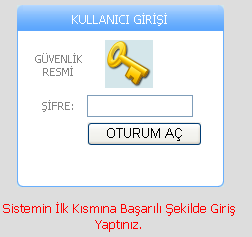 KULLANICI GİRİŞİ
GÜVENLİK
RESMİ
ŞİFRE:
OTURUM AÇ
Sistemin İlk Kısmına Başarılı Şekilde Giriş
Yaptınız.